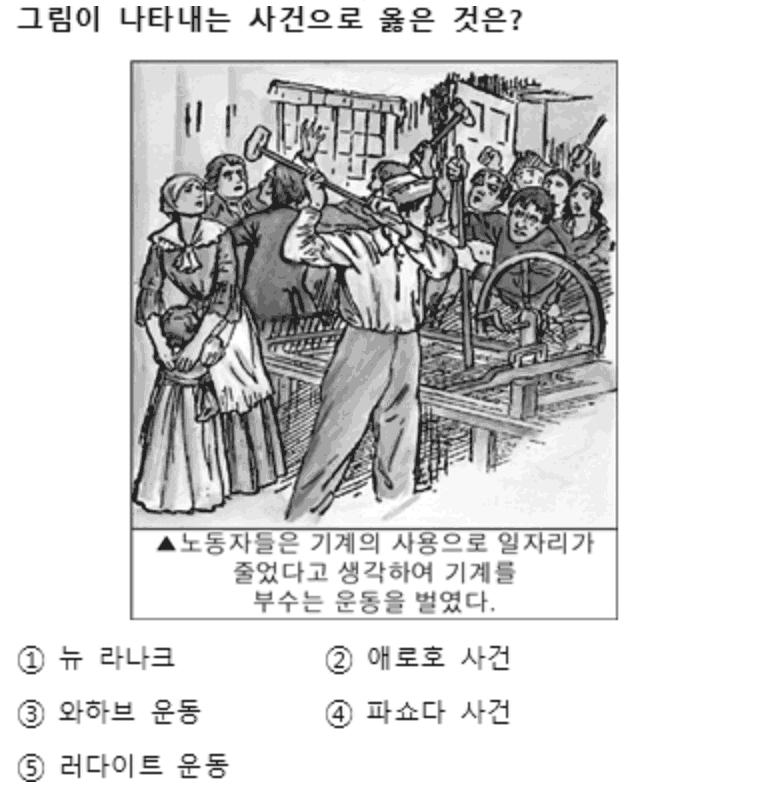 그림이 나타내는 사건으로 옳은 것은?
▲노동자들은 기계의 사용으로 일자리가
줄었다고 생각하여 기계를
부수는 운동을 벌였다.
① 뉴 라나크 ② 애로호 사건
③ 와하브 운동 ④ 파쇼다 사건
⑤ 러다이트 운동